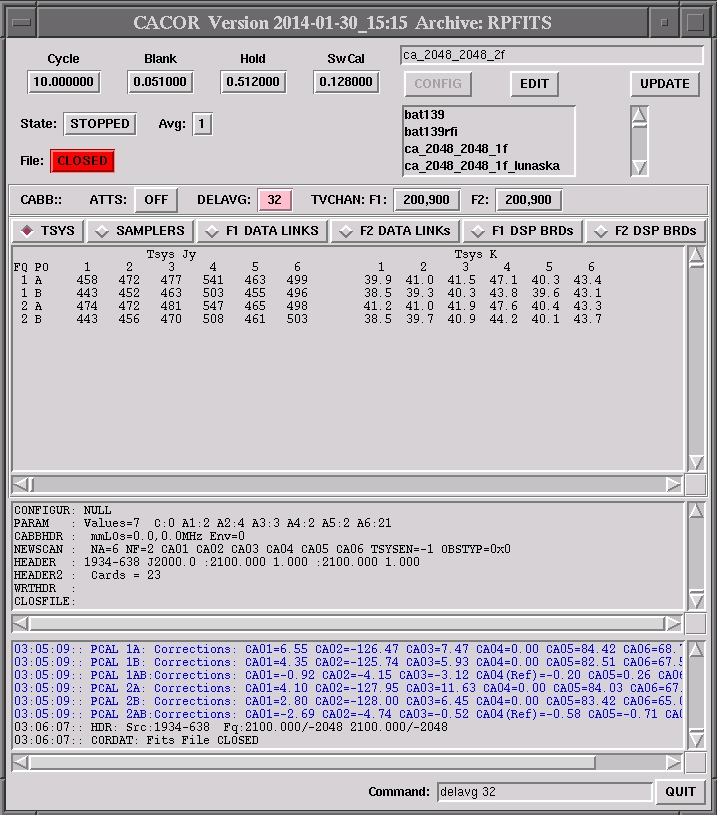 CACOR Version 2014-01-30_15:15 Archive: RPFITS
Cycle Blank Hold SwCal ca_2048_2048_2f
10.000000 0.051000 0.512000 0.128000 CONFIG EDIT UPDATE
State: STOPPED Avg: 1
bat139
bat139rfi
ca_2048_2048_1f
ca_2048_2048_1f_lunaska
File: CLOSED
CABB:: ATTS: OFF DELAVG: 32 TVCHAN: F1: 200,900 F2: 200,900
TSYS SAMPLERS F1 DATA LINKS F2 DATA LINKs F1 DSP BRDs F2 DSP BRDs
Tsys Jy Tsys K
FQ PO 1 2 3 4 5 6 1 2 3 4 5 6
1 A 458 472 477 541 463 499 39.9 41.0 41.5 47.1 40.3 43.4
1 B 443 452 463 503 455 496 38.5 39.3 40.3 43.8 39.6 43.1
2 A 474 472 481 547 465 498 41.2 41.0 41.9 47.6 40.4 43.3
2 B 443 456 470 508 461 503 38.5 39.7 40.9 44.2 40.1 43.7
CONFIGUR: NULL
PARAM : Values=7 C:0 A1:2 A2:4 A3:3 A4:2 A5:2 A6:21
CABBHDR : mmLOs=0.0,0.0MHz Env=0
NEWSCAN : NA=6 NF=2 CA01 CA02 CA03 CA04 CA05 CA06 TSYSEN=-1 OBSTYP=0x0
HEADER : 1934-638 J2000.0 :2100.000 1.000 :2100.000 1.000
HEADER2 : Cards = 23
WRTHDR :
CLOSFILE:
03:05:09:: PCAL 1A: Corrections: CA01=6.55 CA02=-126.47 CA03=7.47 CA04=0.00 CA05=84.42 CA06=68.7
03:05:09:: PCAL 1B: Corrections: CA01=4.35 CA02=-125.74 CA03=5.93 CA04=0.00 CA05=82.51 CA06=67.5
03:05:09:: PCAL 1AB:Corrections: CA01=-0.92 CA02=-4.15 CA03=-3.12 CA04(Ref)=-0.20 CA05=0.26 CA06
03:05:09:: PCAL 2A: Corrections: CA01=4.10 CA02=-127.95 CA03=11.63 CA04=0.00 CA05=84.03 CA06=67.
03:05:09:: PCAL 2B: Corrections: CA01=2.80 CA02=-128.00 CA03=6.45 CA04=0.00 CA05=83.42 CA06=65.0
03:05:09:: PCAL 2AB:Corrections: CA01=-2.69 CA02=-4.74 CA03=-0.52 CA04(Ref)=-0.58 CA05=-0.71 CA0
03:06:07:: HDR: Src:1934-638 Fq:2100.000/-2048 2100.000/-2048
03:06:07:: CORDAT: Fits File CLOSED
Command: delavg 32 QUIT